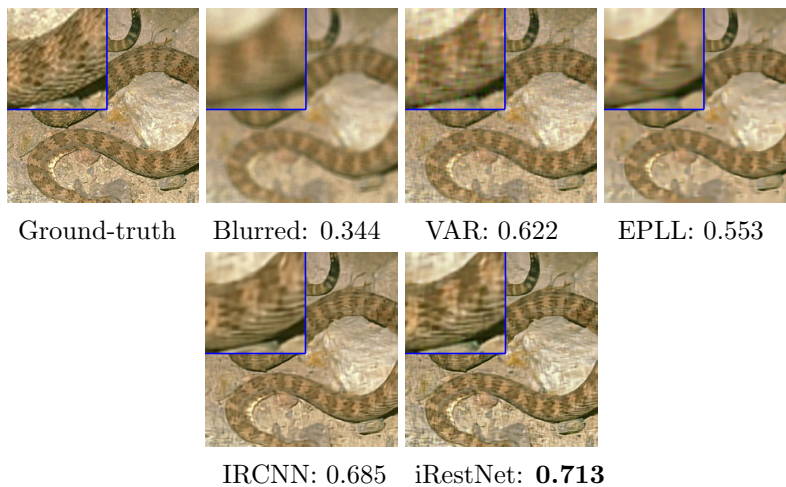 Ground-truth Blurred: 0.344 VAR: 0.622 EPLL: 0.553
IRCNN: 0.685 iRestNet: 0.713